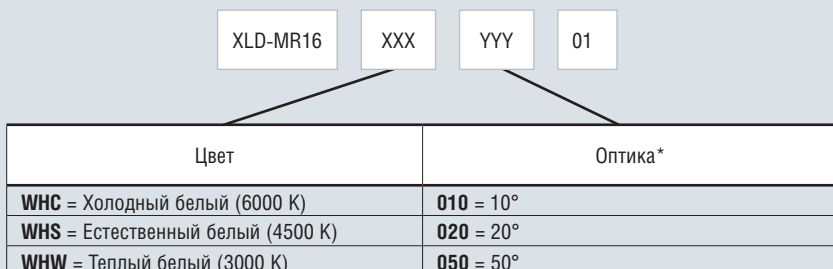 XLD-MR16 XXX YYY 01
Цвет Оптика*
WHC = Холодный белый (6000 K) 010 = 10°
WHS = Естественный белый (4500 K) 020 = 20°
WHW = Теплый белый (3000 K) 050 = 50°